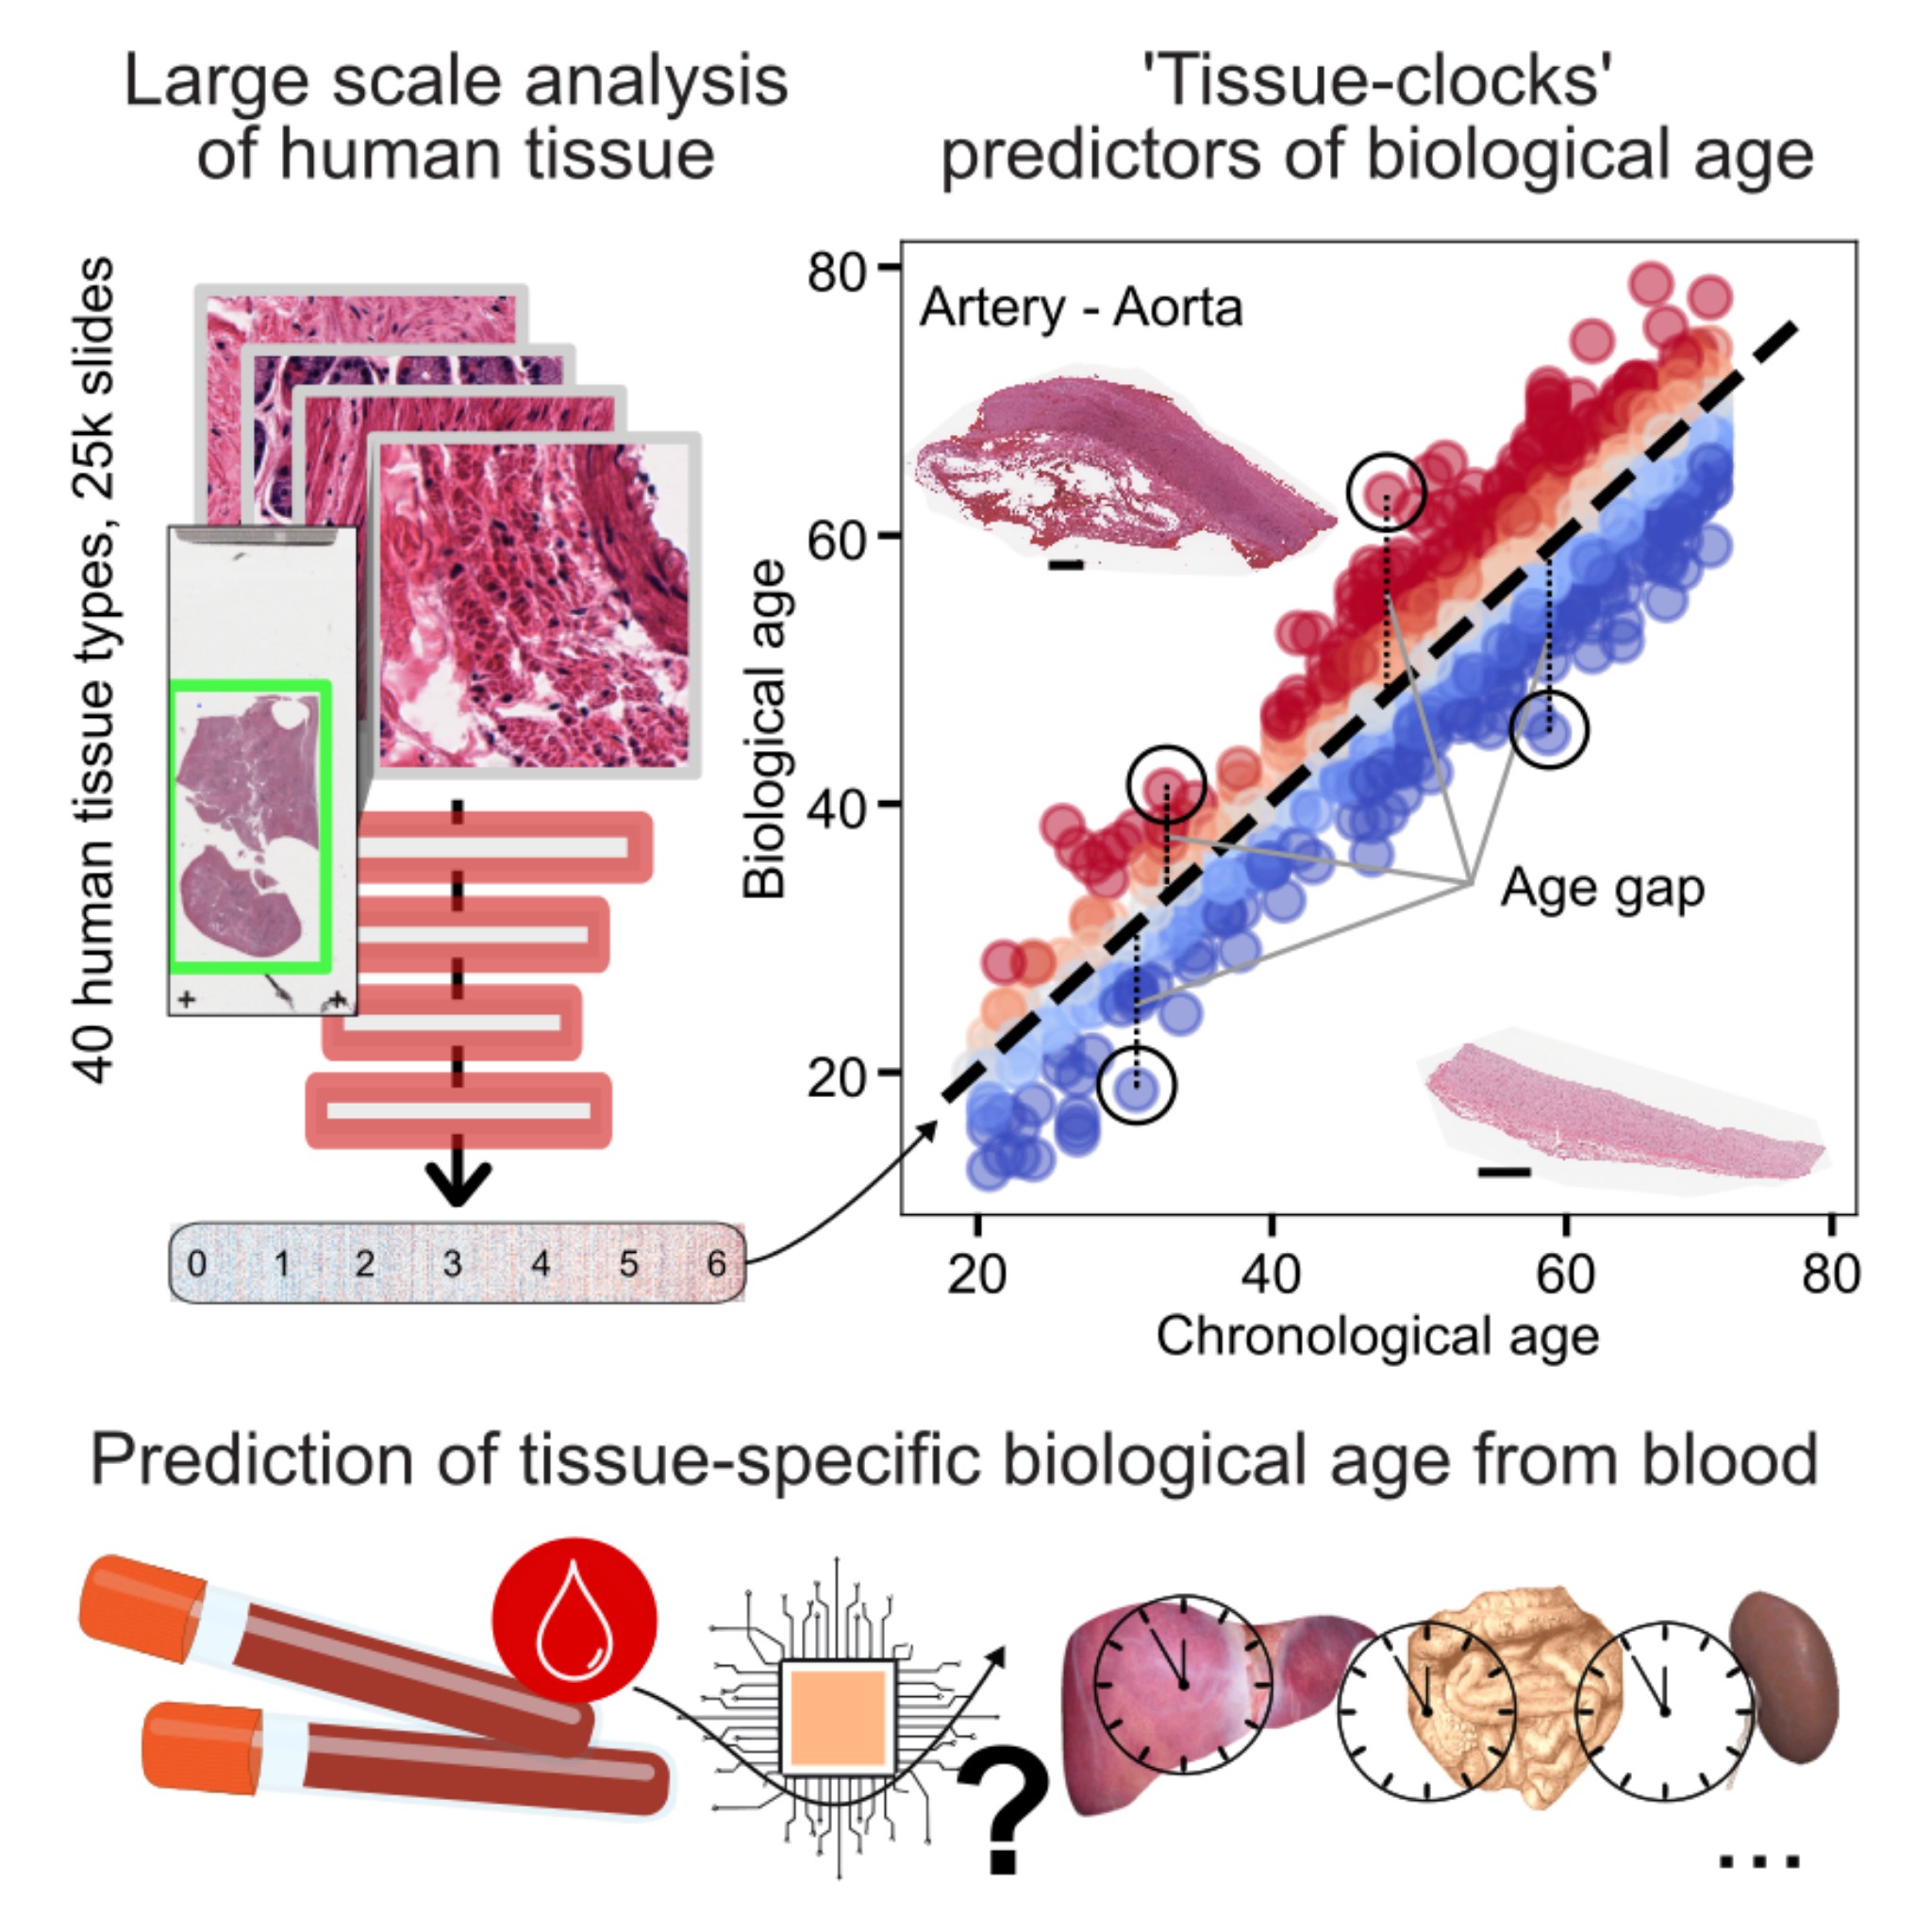 Large scale analysis
of human tissue
'Tissue-clocks'
predictors of biological age
40 human tissue types, 25k slides
0 1 2 3 4 5 6
Biological age
80
60
40
20
Artery - Aorta
Age gap
20 40 60 80
Chronological age
Prediction of tissue-specific biological age from blood
?
...